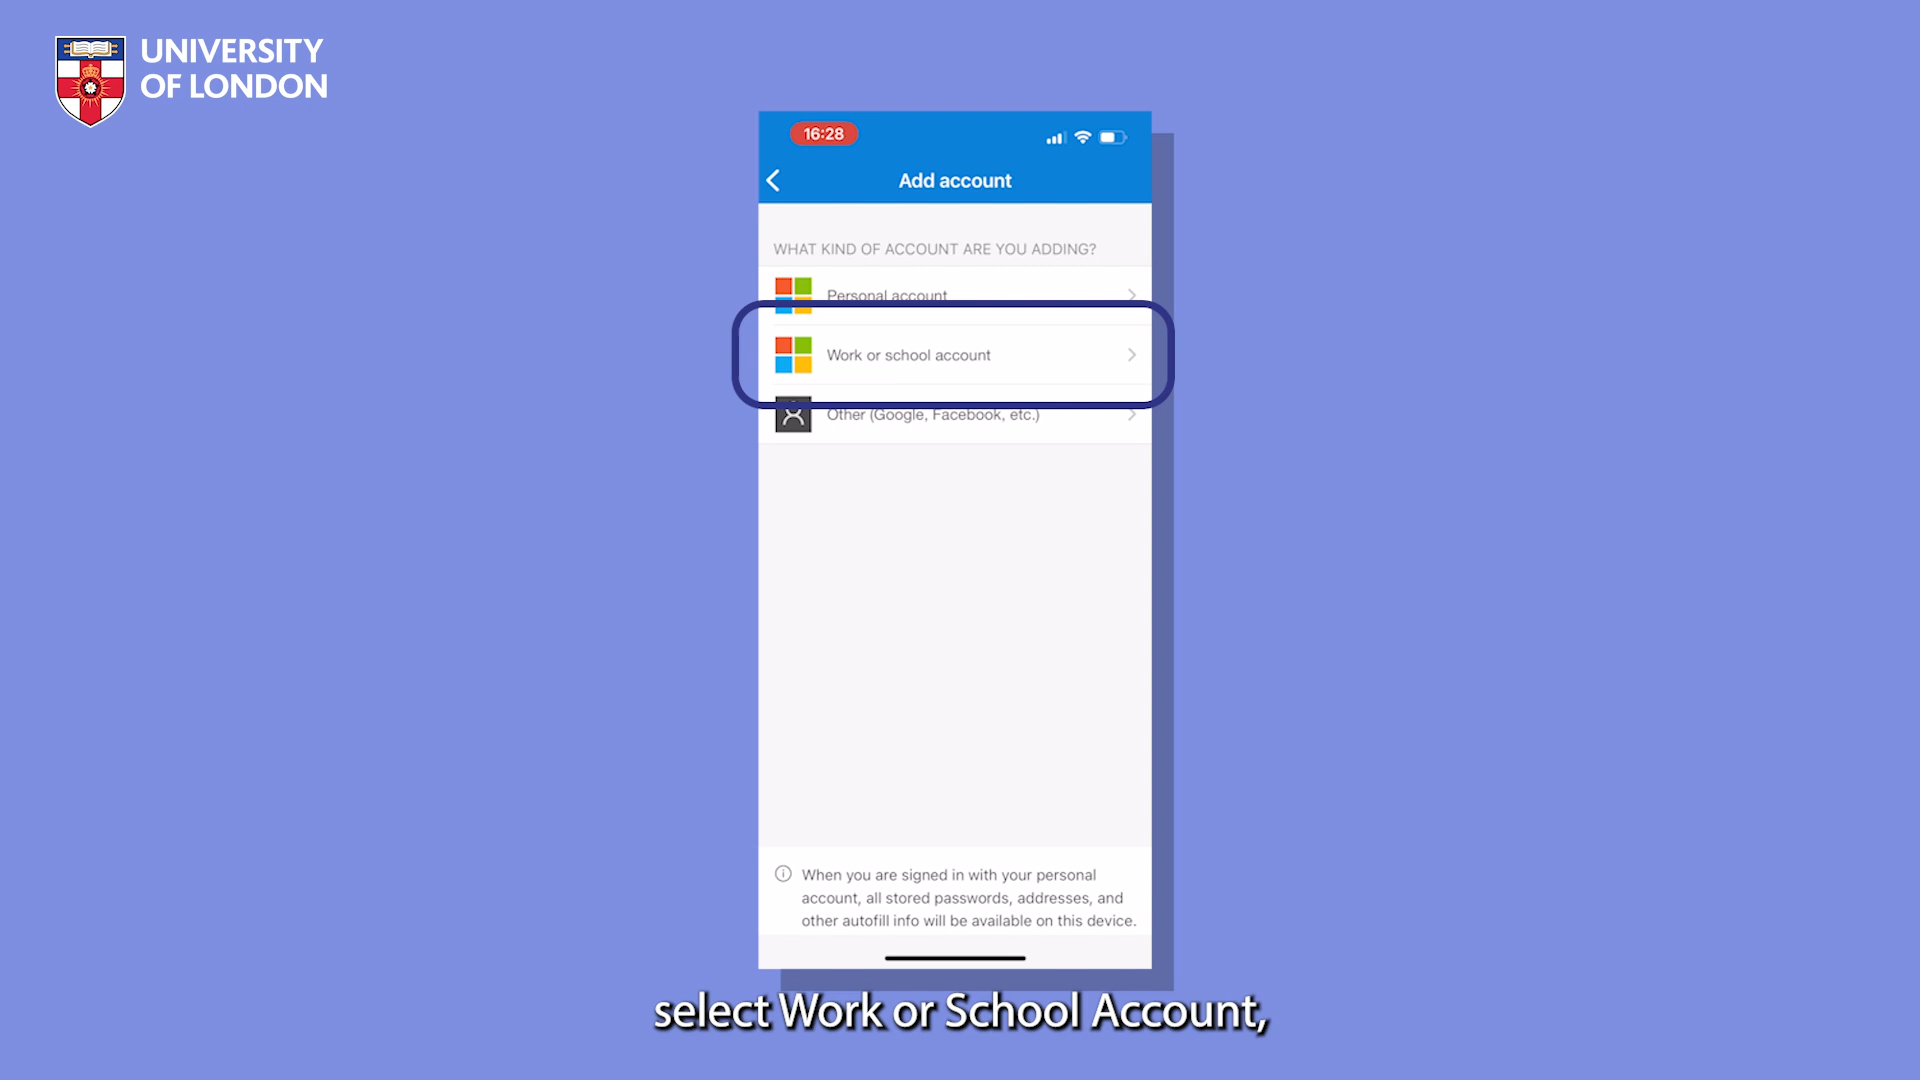 UNIVERSITY
OF LONDON
16:28
Add account
WHAT KIND OF ACCOUNT ARE YOU ADDING?
Personal account
Work or school account
Other (Google, Facebook, etc.)
When you are signed in with your personal
account, all stored passwords, addresses, and
other autofill info will be available on this device.
select Work or School Account,